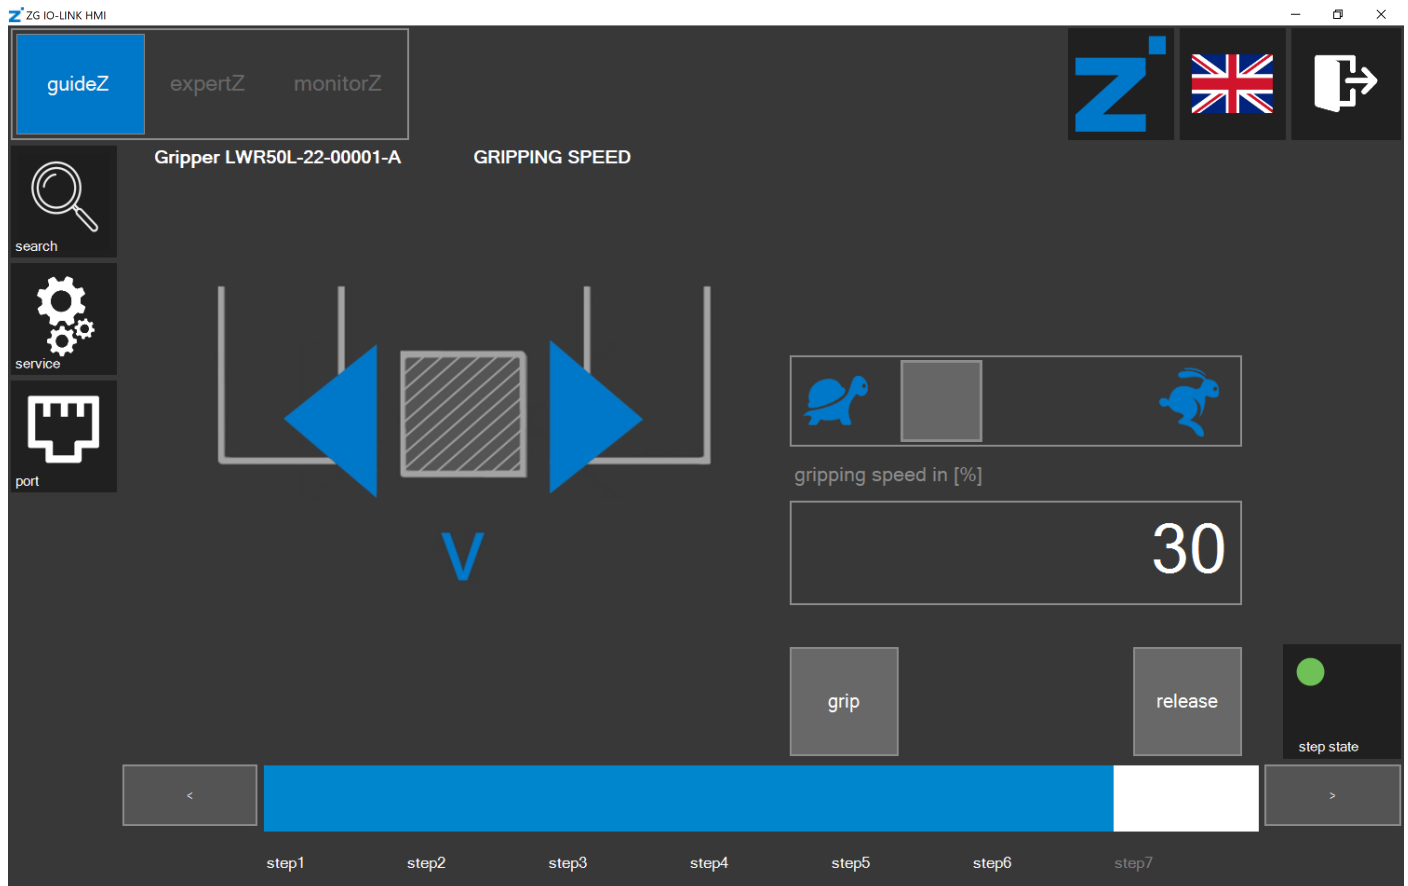 ZG IO-LINK HMI
guideZ expertZ monitorZ
Gripper LWR50L-22-00001-A GRIPPING SPEED
search
service
port
gripping speed in [%]
V
30
grip release
step state
< >
step1 step2 step3 step4 step5 step6 step7